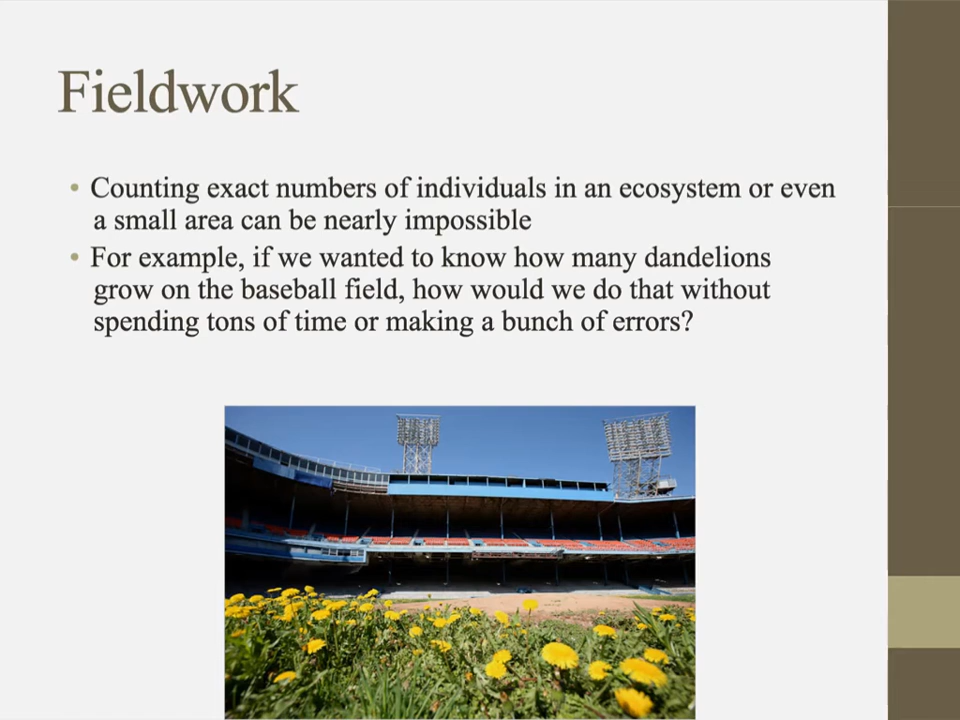 Fieldwork
• Counting exact numbers of individuals in an ecosystem or even
a small area can be nearly impossible
• For example, if we wanted to know how many dandelions
grow on the baseball field, how would we do that without
spending tons of time or making a bunch of errors?